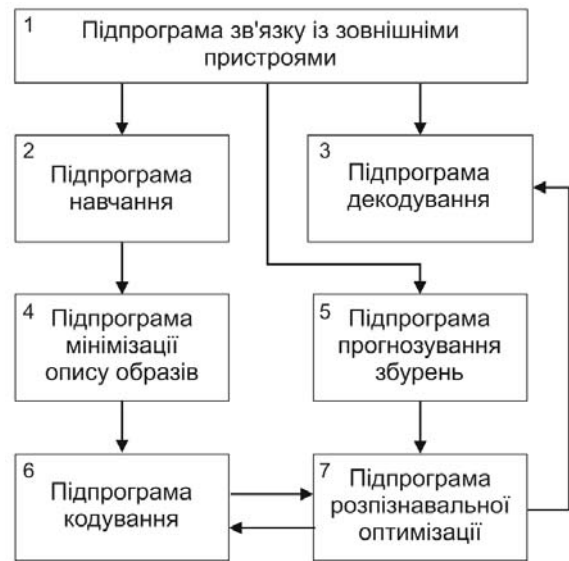 1
Підпрограма зв'язку із зовнішніми
пристроями
2
Підпрограма
навчання
3
Підпрограма
декодування
4
Підпрограма
мінімізації
опису образів
5
Підпрограма
прогнозування
збурень
6
Підпрограма
кодування
7
Підпрограма
розпізнавальної
оптимізації